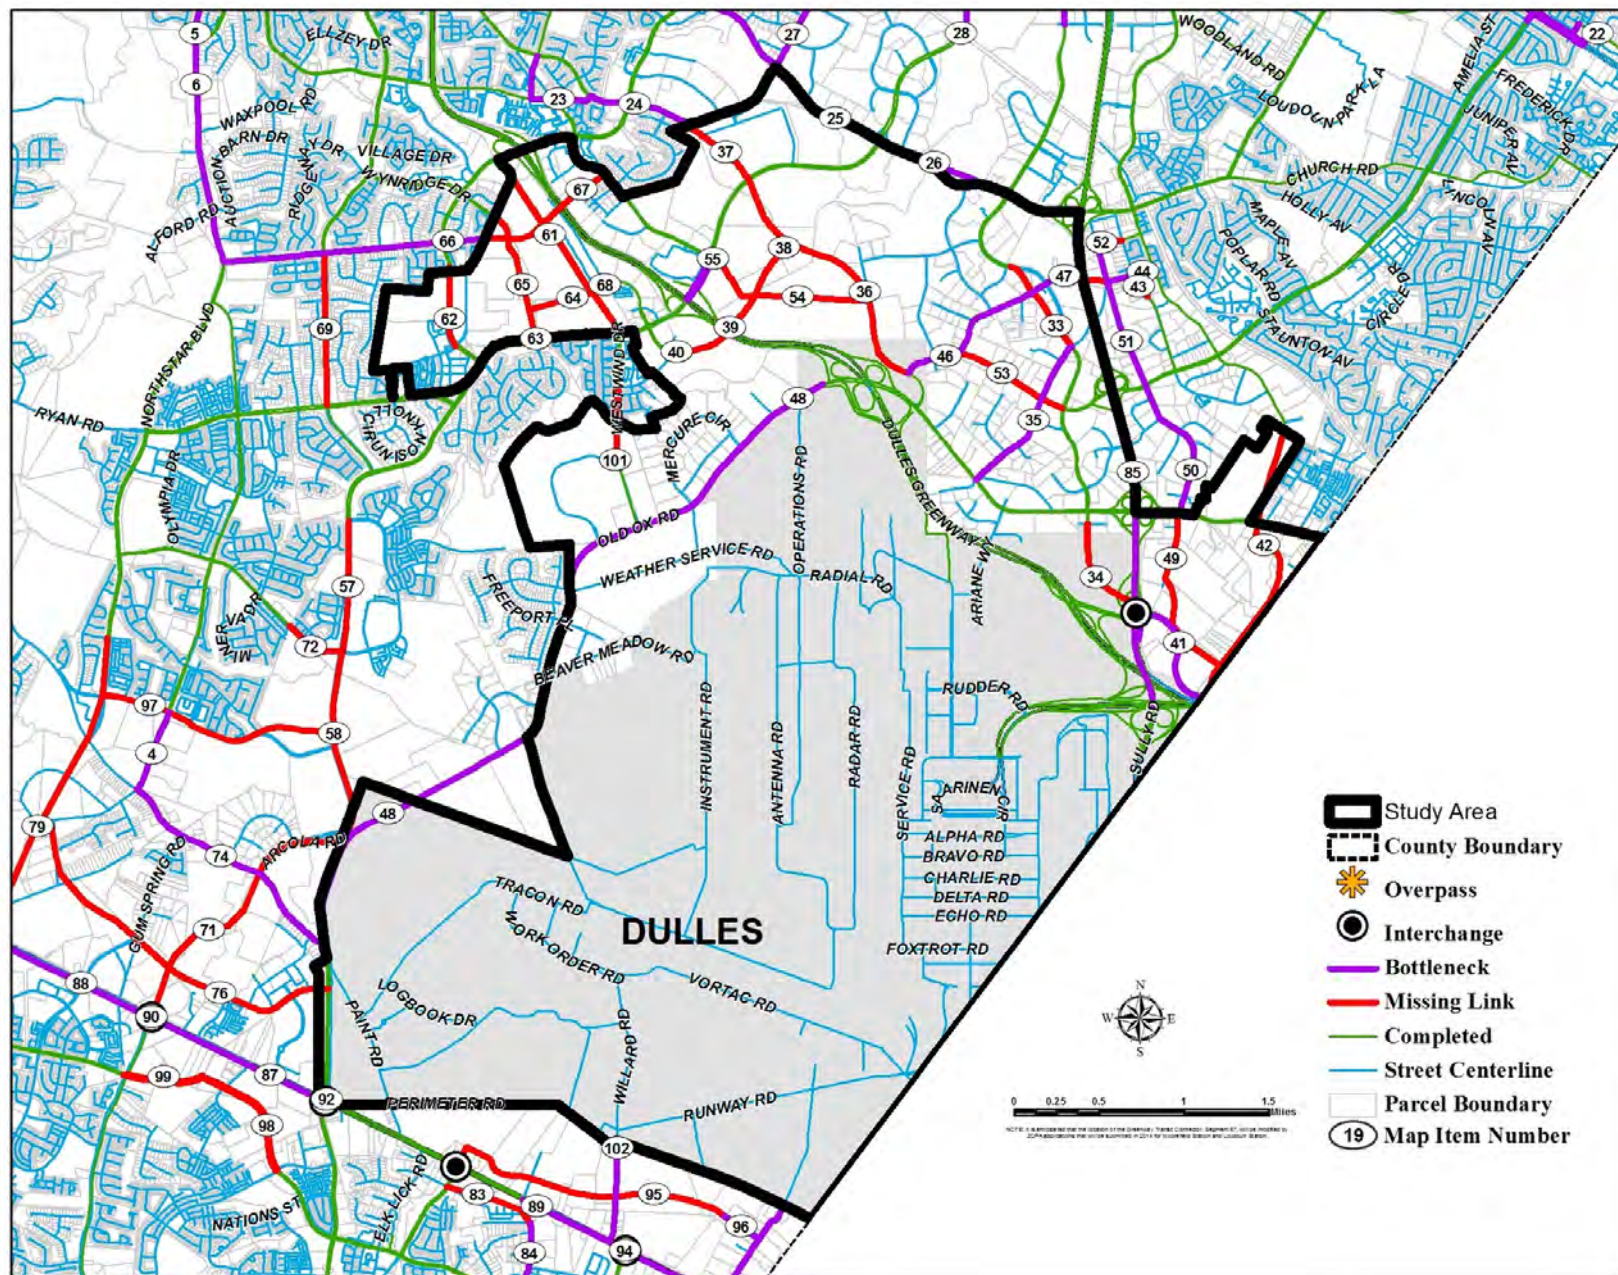 5
6
ELLZEY DR
27
28
WOODLAND RD
AMELIA ST
22
WAXPOOL RD
BARN DR
AUCTION
RIDGEWAY DR
VILLAGE DR
WYNRIDGE DR
23
24
25
26
LOUDOUN PARK LA
FREDERICK DR
JUNIPER AV
CHURCH RD
HOLLY AV
LYNCOLN AV
MAPLE AV
POPLAR RD
STAUNTON AV
CIRCLE DR
ALFORD RD
67
37
66
61
38
55
52
47
44
43
65
64
68
54
36
62
63
69
39
40
33
51
46
53
NORTHSTAR BLVD
WESTWIND DR
RYAN RD
48
35
MERCURE CIR
101
85
50
OLYMPIA DR
OLD OX RD
OPERATIONS RD
DULLES GREENWAY
42
49
WEATHER SERVICE RD
RADIAL RD
ARIANE WY
34
57
FREEPORT PL
MINERVA DR
72
BEAVER MEADOW RD
41
97
58
4
INSTRUMENT RD
ANTENNA RD
RADAR RD
SERVICE RD
RUDDER RD
SULLY RD
SAARINEN CIR
79
48
ALPHA RD
BRAVO RD
CHARLIE RD
DELTA RD
ECHO RD
FOXTROT RD
74
ARCOLA RD
GUM SPRING RD
71
TRACON RD
WORK ORDER RD
DULLES
VORTAC RD
88
76
90
LOGBOOK DR
PAINT RD
WILLARD RD
99
87
92
PERIMETER RD
RUNWAY RD
98
102
NATIONS ST
ELK LICK RD
83
89
95
96
84
94
Study Area
County Boundary
Overpass
Interchange
Bottleneck
Missing Link
Completed
Street Centerline
Parcel Boundary
19 Map Item Number
N
W E
S
0 0.25 0.5 1 1.5
Miles